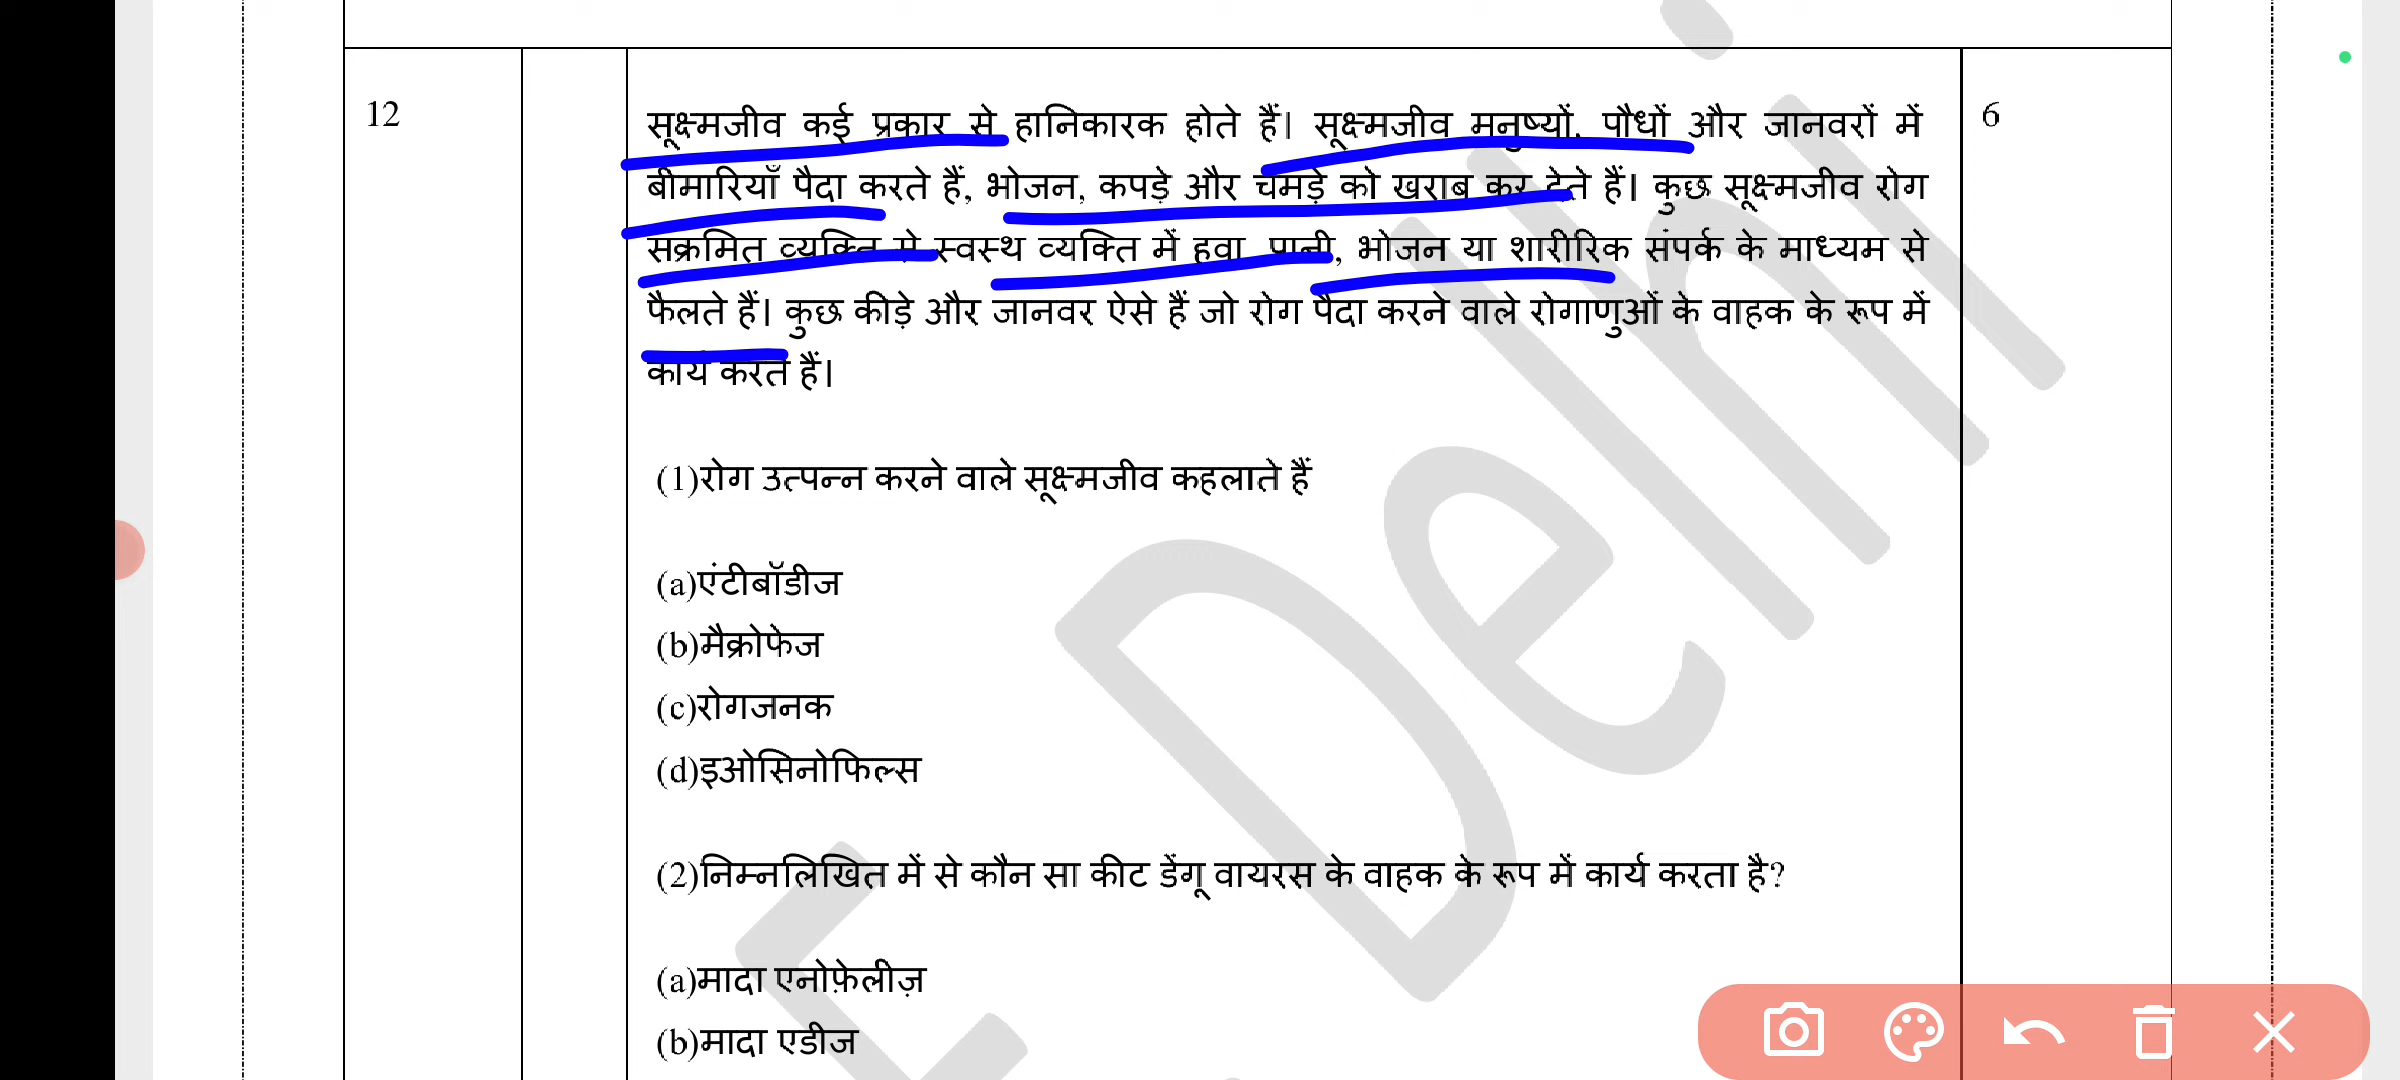 12
6
सूक्ष्मजीव कई प्रकार से हानिकारक होते हैं। सूक्ष्मजीव मनुष्यों, पौधों और जानवरों में
बीमारियाँ पैदा करते हैं, भोजन, कपड़े और चमड़े को खराब कर देते हैं। कुछ सूक्ष्मजीव रोग
संक्रमित व्यक्ति से स्वस्थ व्यक्ति में हवा, पानी, भोजन या शारीरिक संपर्क के माध्यम से
फैलते हैं। कुछ कीड़े और जानवर ऐसे हैं जो रोग पैदा करने वाले रोगाणुओं के वाहक के रूप में
कार्य करते हैं।
(1)रोग उत्पन्न करने वाले सूक्ष्मजीव कहलाते हैं
(a)एंटीबॉडीज
(b)मैक्रोफेज
(c)रोगजनक
(d)इओसिनोफिल्स
(2)निम्नलिखित में से कौन सा कीट डेंगू वायरस के वाहक के रूप में कार्य करता है?
(a)मादा एनोफ़ेलीज़
(b)मादा एडीज
E Delhi